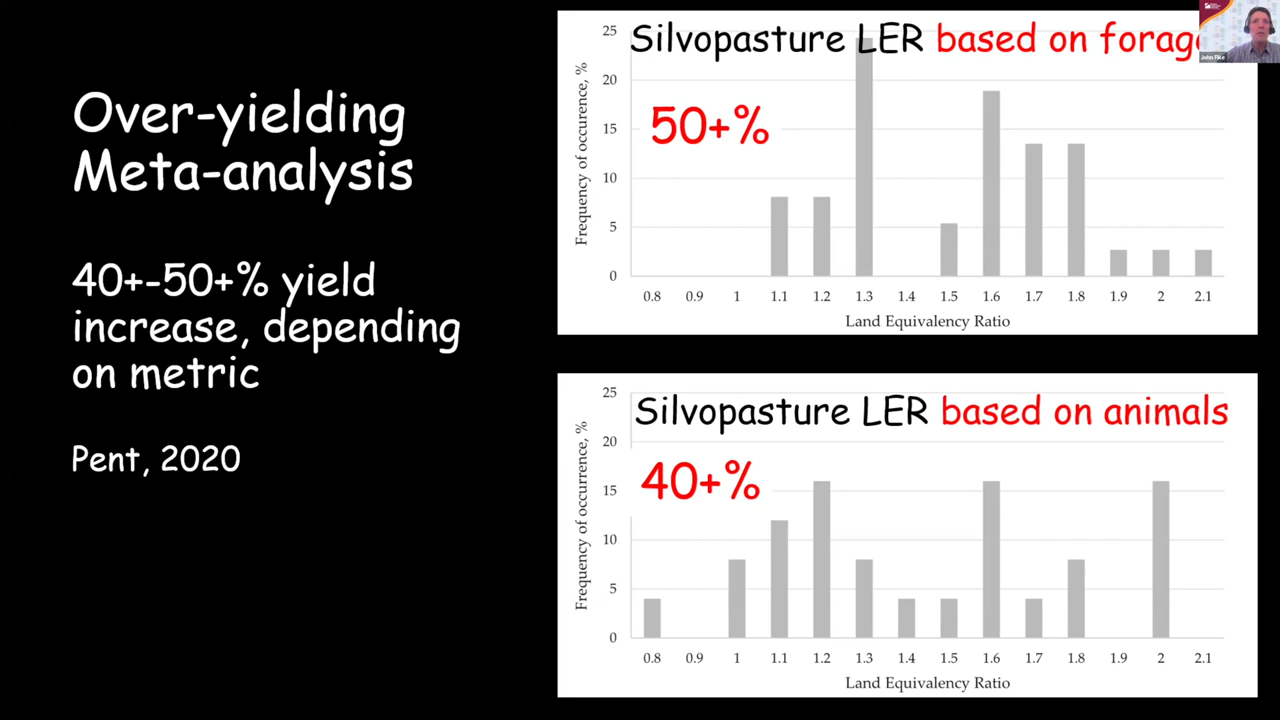 Over-yielding
Meta-analysis
40+-50+% yield
increase, depending
on metric
Pent, 2020
Silvopasture LER based on forage
50+%
Frequency of occurence, %
25
20
15
10
5
0
0.8 0.9 1 1.1 1.2 1.3 1.4 1.5 1.6 1.7 1.8 1.9 2 2.1
Land Equivalency Ratio
Silvopasture LER based on animals
40+%
Frequency of occurrence, %
25
20
15
10
5
0
0.8 0.9 1 1.1 1.2 1.3 1.4 1.5 1.6 1.7 1.8 1.9 2 2.1
Land Equivalency Ratio
John Fike